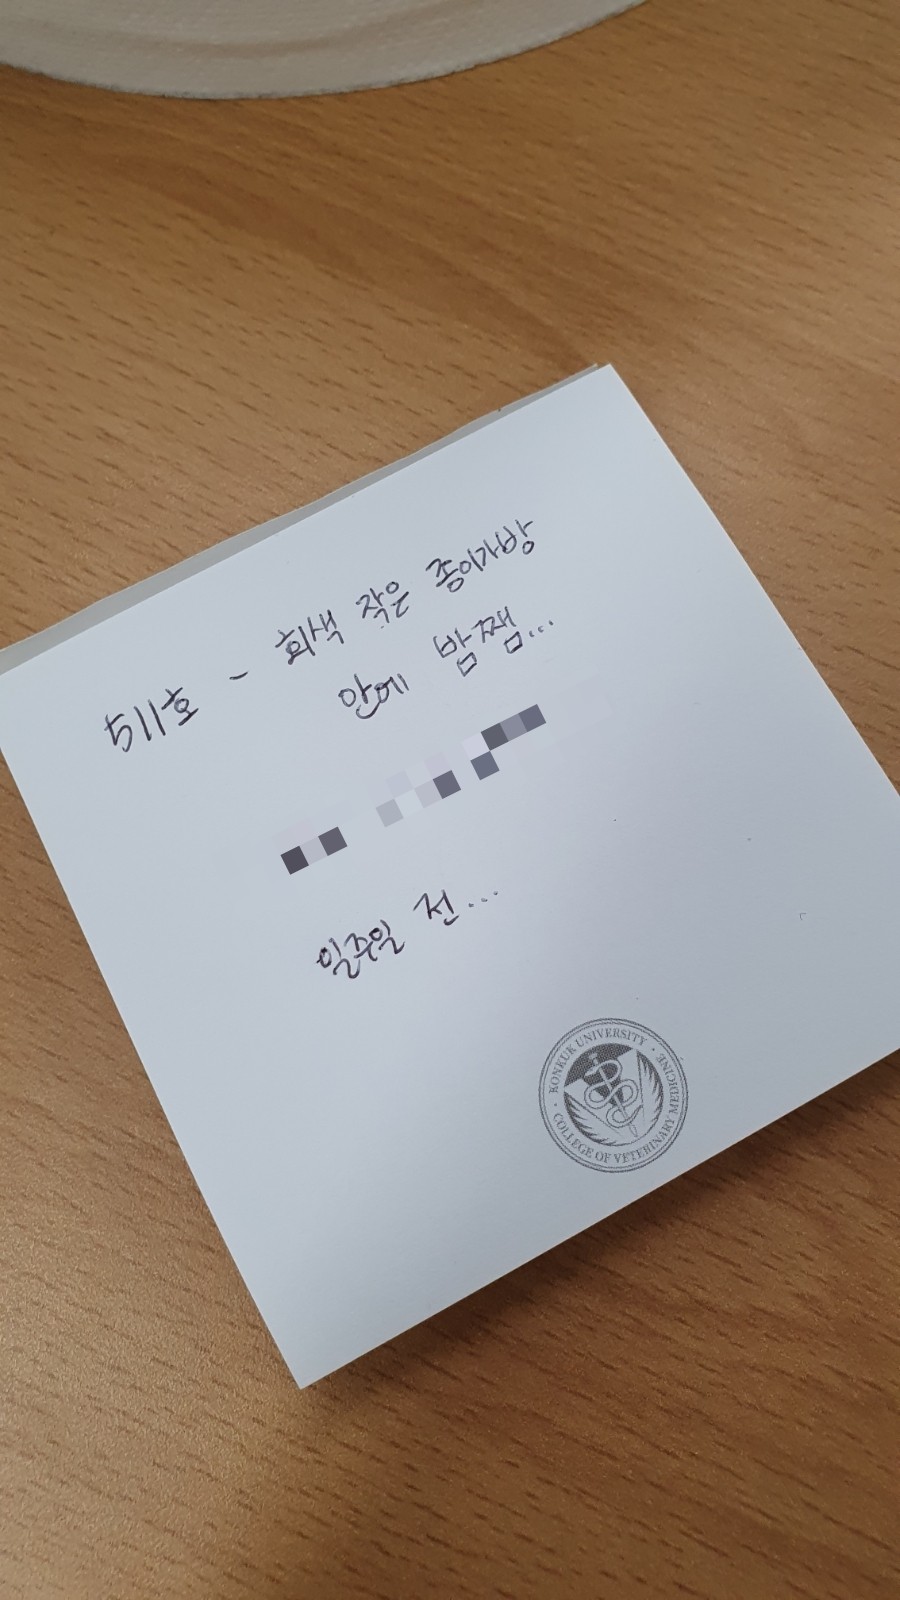 511호 - 회색 작은 종이가방
안에 밤쨈...
일주일 전...
KONKUK UNIVERSITY · COLLEGE OF VETERINARY MEDICINE ·